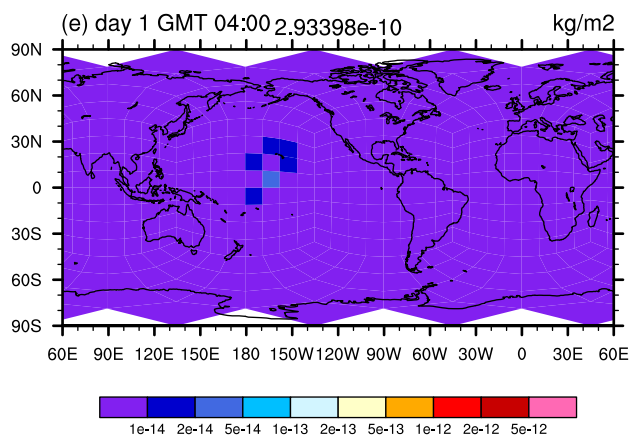 (e) day 1 GMT 04:00 2.93398e-10 kg/m2
90N
60N
30N
0
30S
60S
90S
60E 90E 120E 150E 180 150W 120W 90W 60W 30W 0 30E 60E
1e-14 2e-14 5e-14 1e-13 2e-13 5e-13 1e-12 2e-12 5e-12